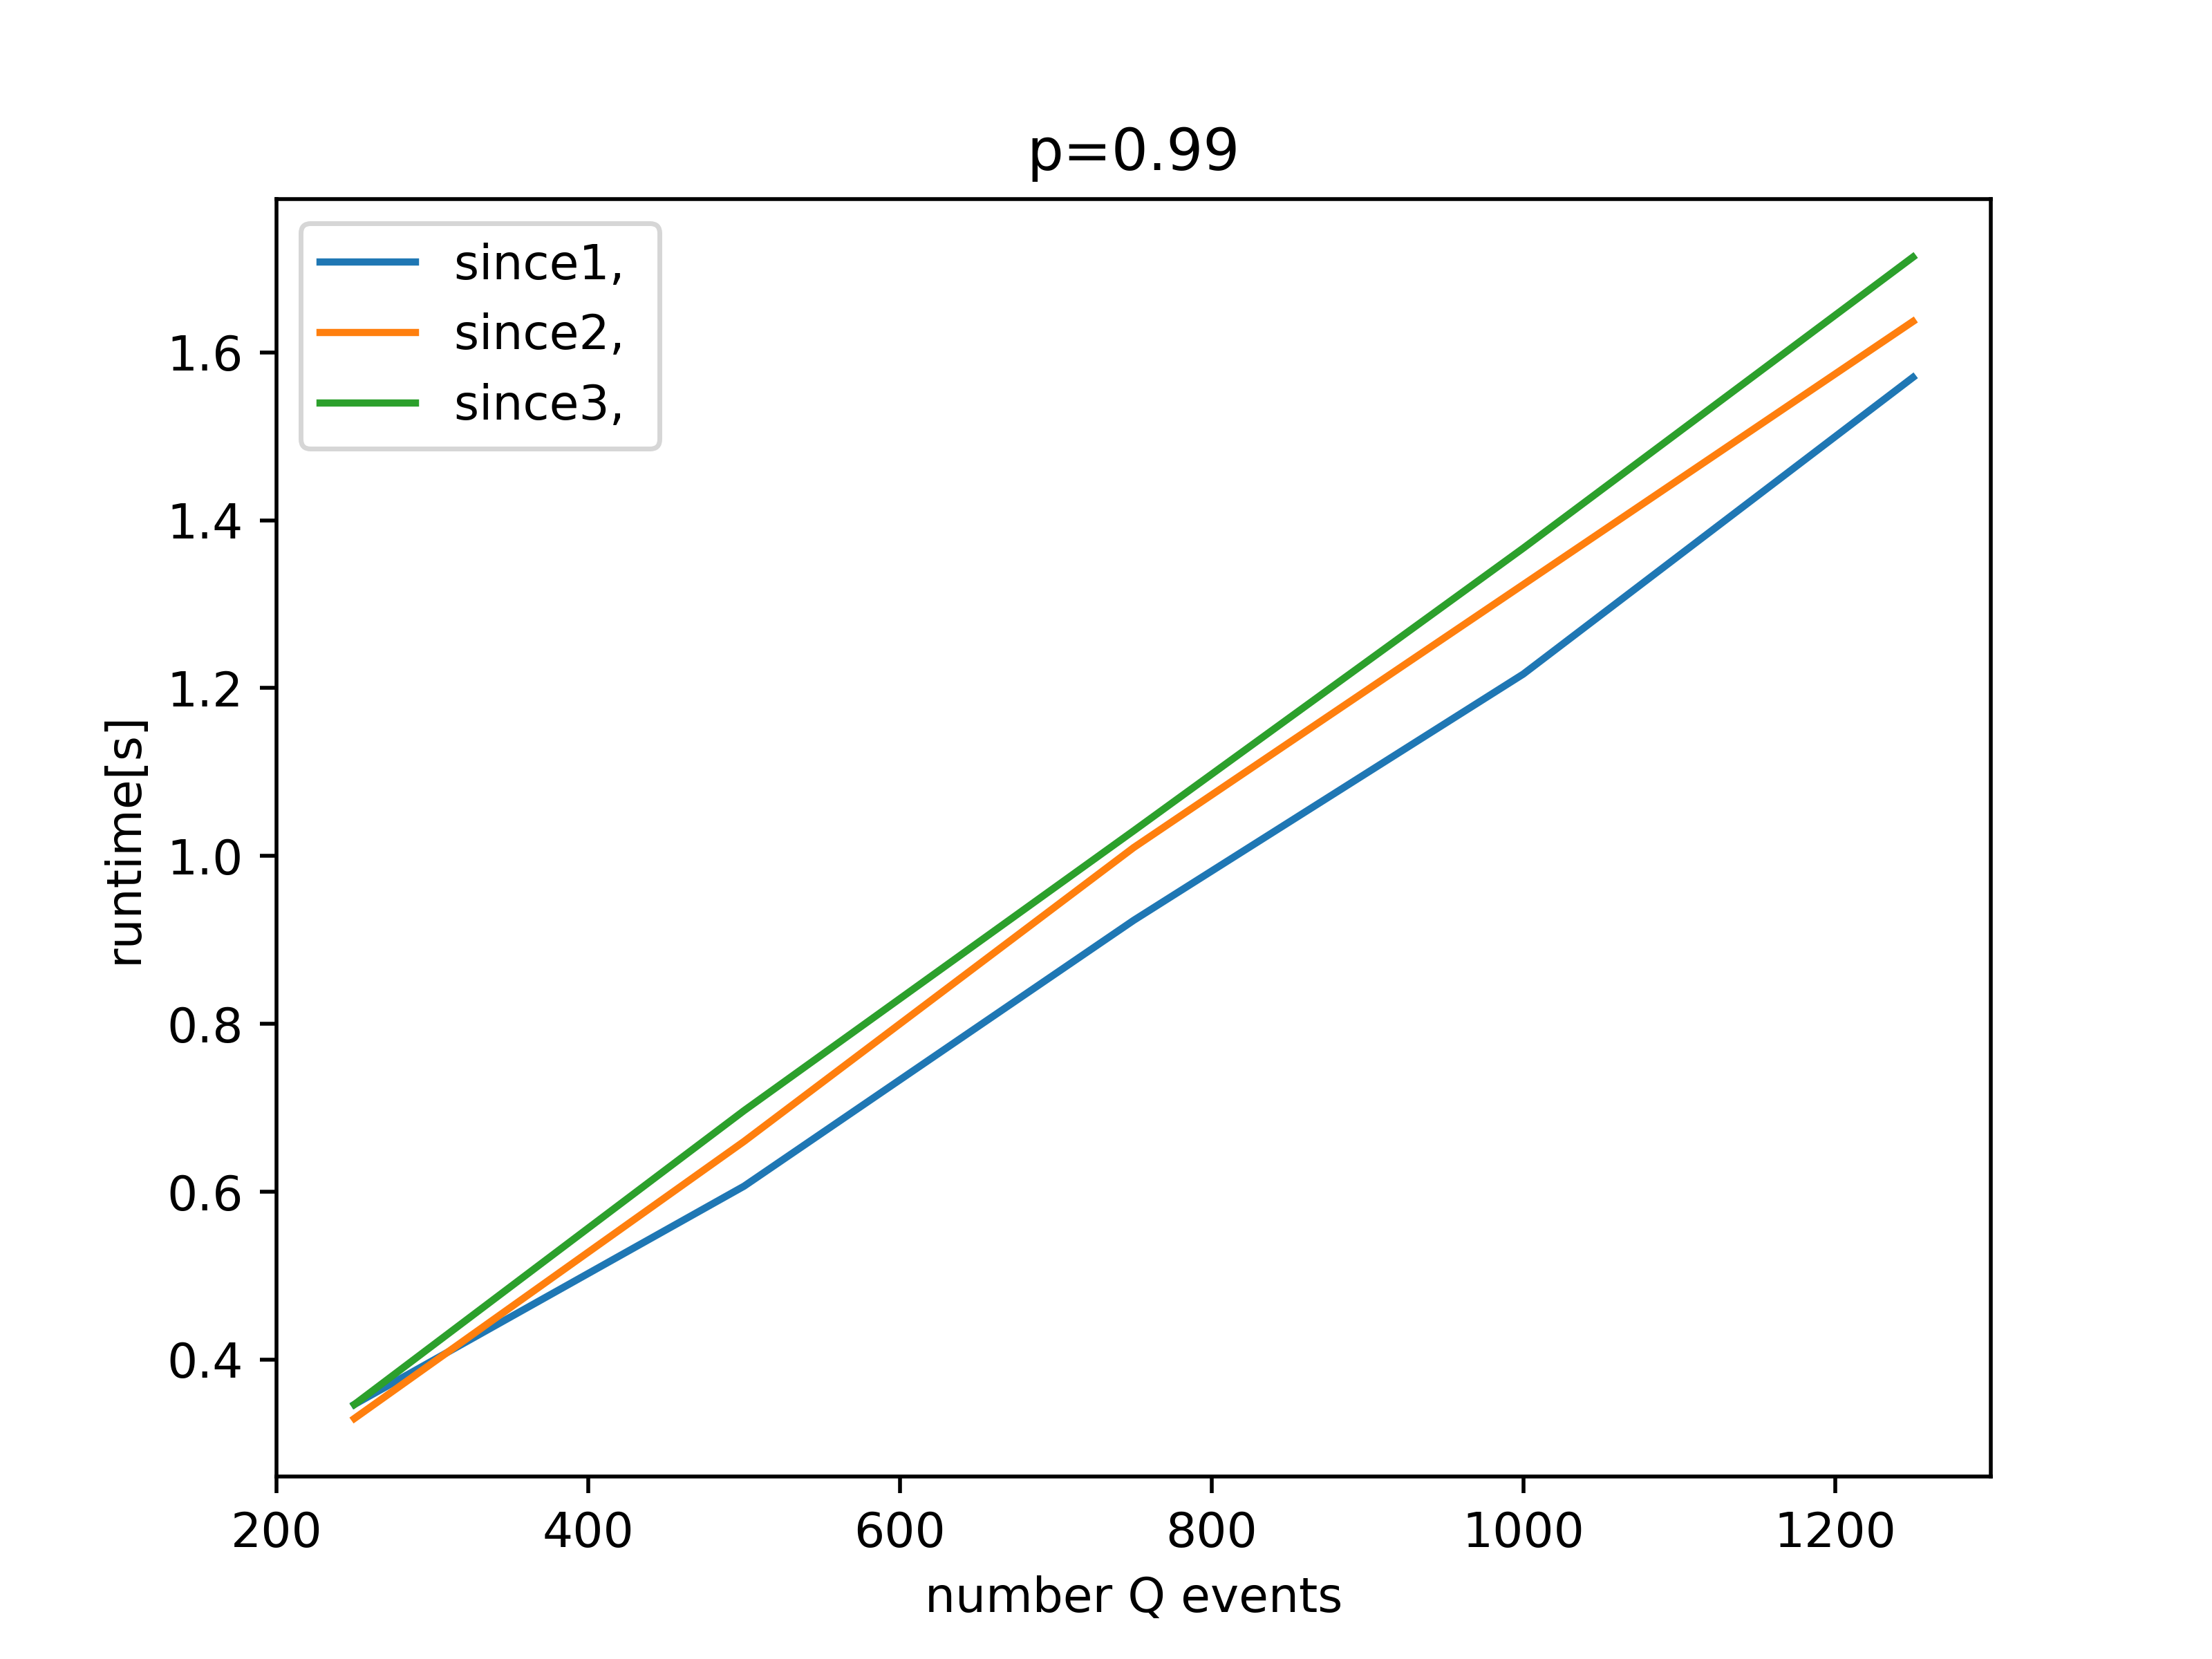 p=0.99
since1,
since2,
since3,
1.6
1.4
1.2
1.0
0.8
0.6
0.4
runtime[s]
200 400 600 800 1000 1200
number Q events